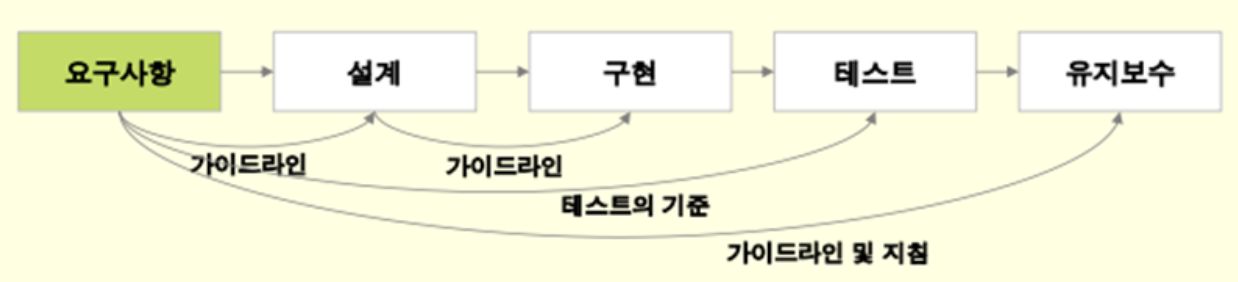 요구사항
설계
구현
테스트
유지보수
가이드라인
가이드라인
테스트의 기준
가이드라인 및 지침